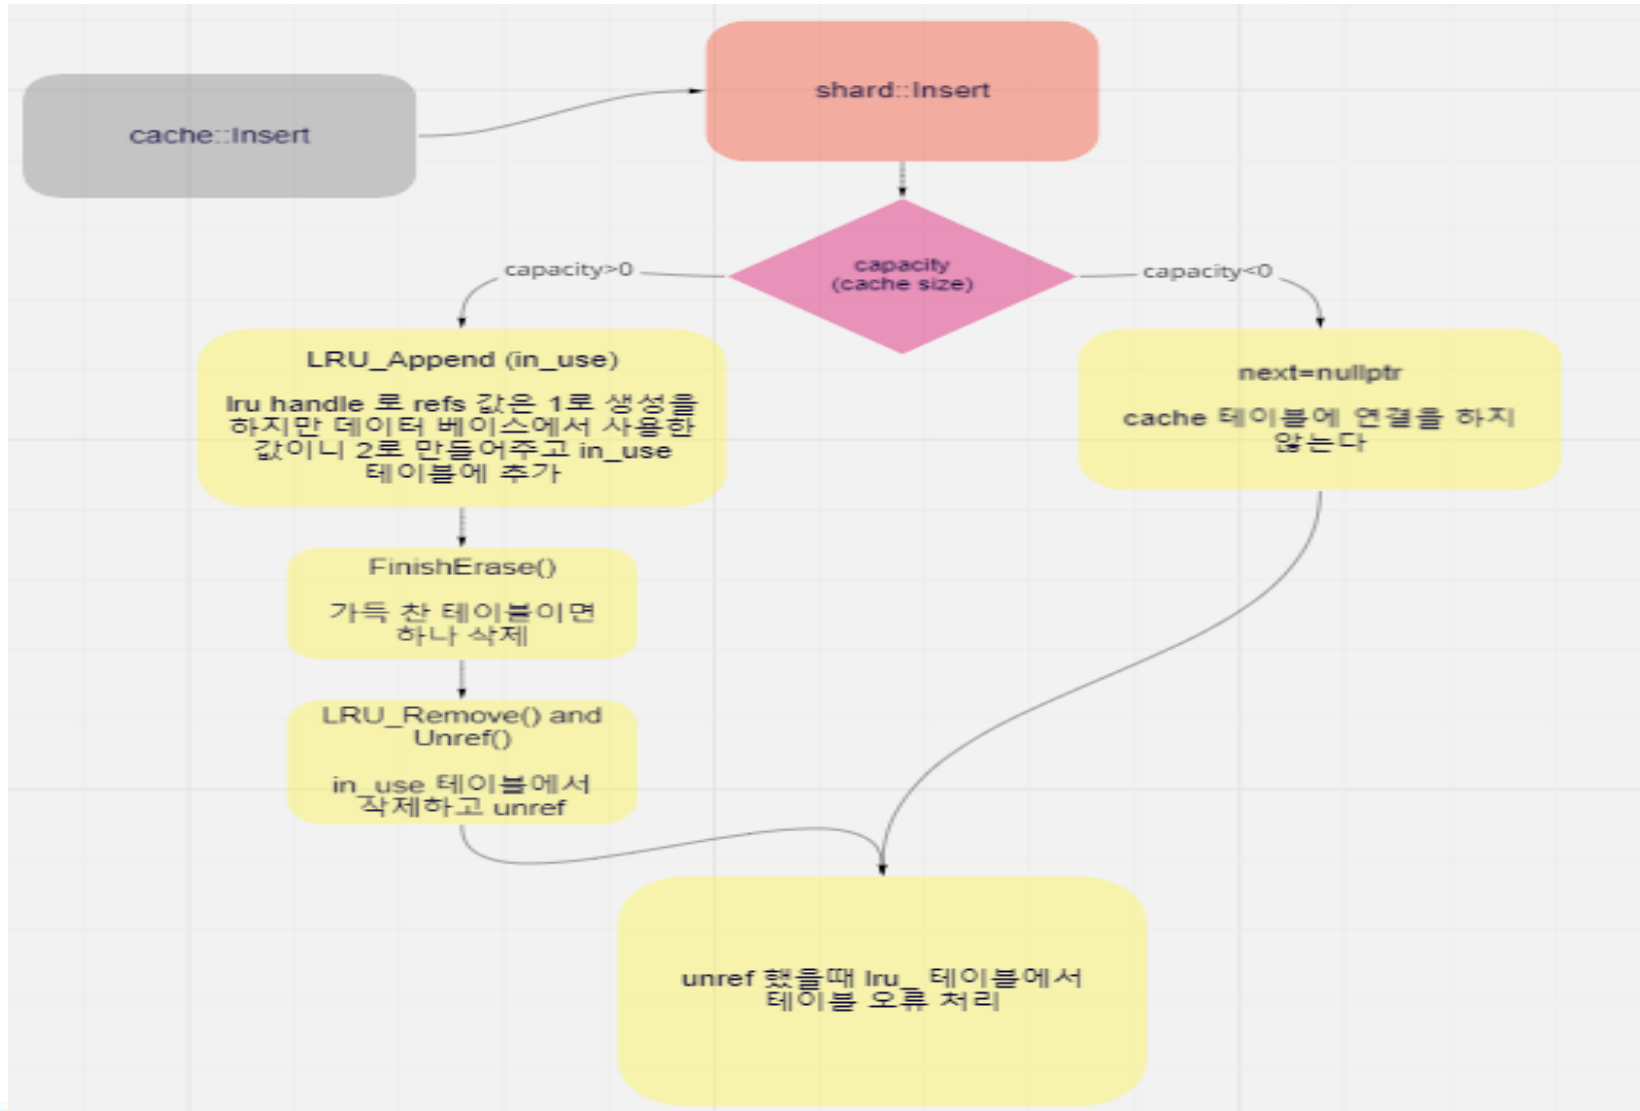 cache::Insert
shard::Insert
capacity
(cache size)
capacity>0
capacity<0
LRU_Append (in_use)
lru handle 로 refs 값은 1로 생성을
하지만 데이터 베이스에서 사용한
값이니 2로 만들어주고 in_use
테이블에 추가
next=nullptr
cache 테이블에 연결을 하지
않는다
FinishErase()
가득 찬 테이블이면
하나 삭제
LRU_Remove() and
Unref()
in_use 테이블에서
삭제하고 unref
unref 했을때 lru_ 테이블에서
테이블 오류 처리